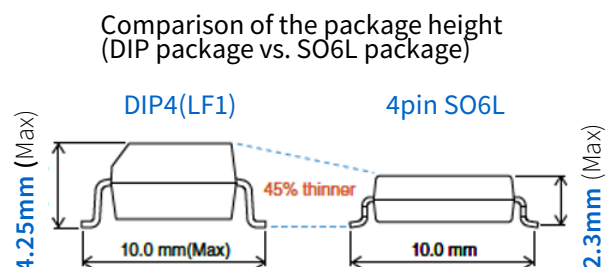 Comparison of the package height
(DIP package vs. SO6L package)
DIP4(LF1)
4pin SO6L
4.25mm (Max)
45% thinner
2.3mm (Max)
10.0 mm(Max)
10.0 mm